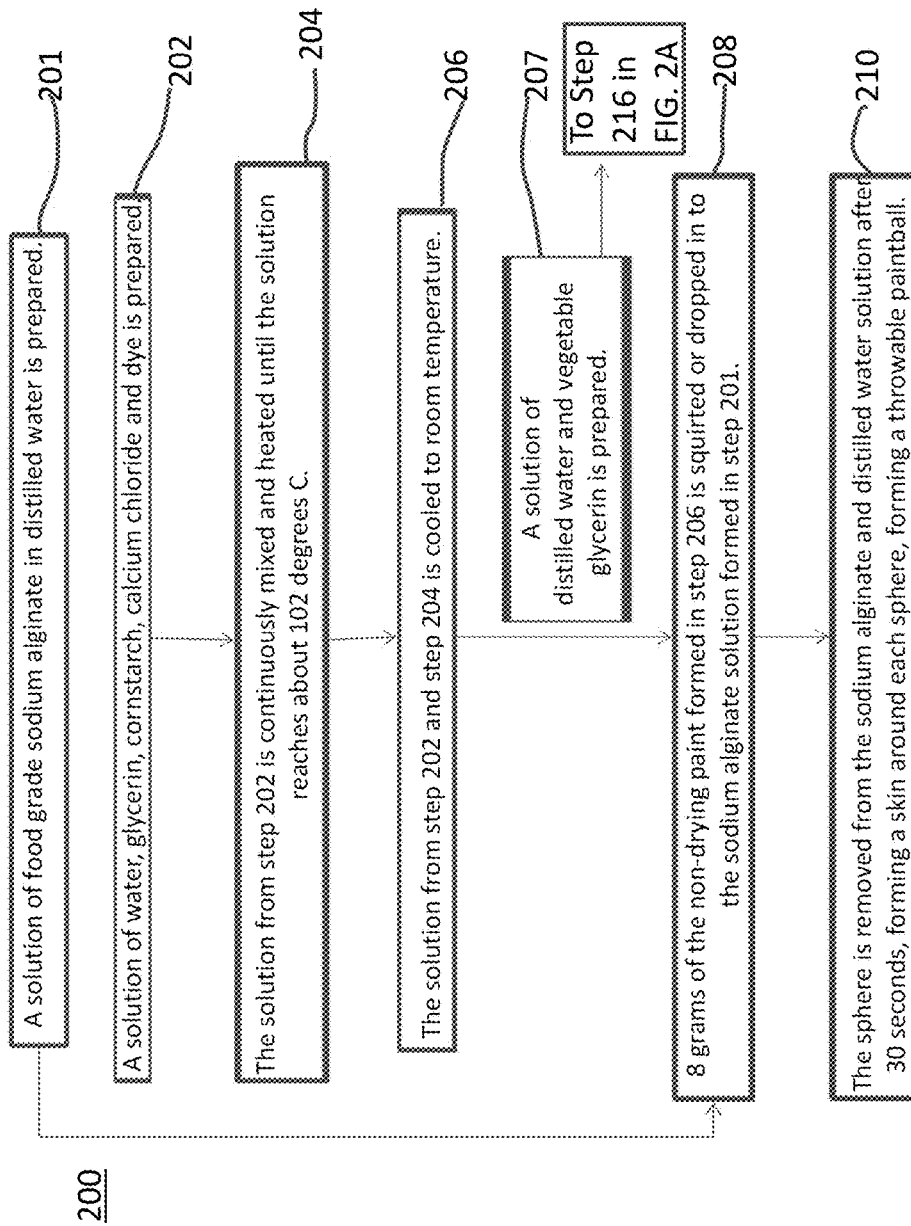 200
A solution of food grade sodium alginate in distilled water is prepared.
201
A solution of water, glycerin, cornstarch, calcium chloride and dye is prepared
202
The solution from step 202 is continuously mixed and heated until the solution
reaches about 102 degrees C.
204
The solution from step 202 and step 204 is cooled to room temperature.
206
A solution of
distilled water and vegetable
glycerin is prepared.
207
To Step
216 in
FIG. 2A
8 grams of the non-drying paint formed in step 206 is squirted or dropped in to
the sodium alginate solution formed in step 201.
208
The sphere is removed from the sodium alginate and distilled water solution after
30 seconds, forming a skin around each sphere, forming a throwable paintball.
210